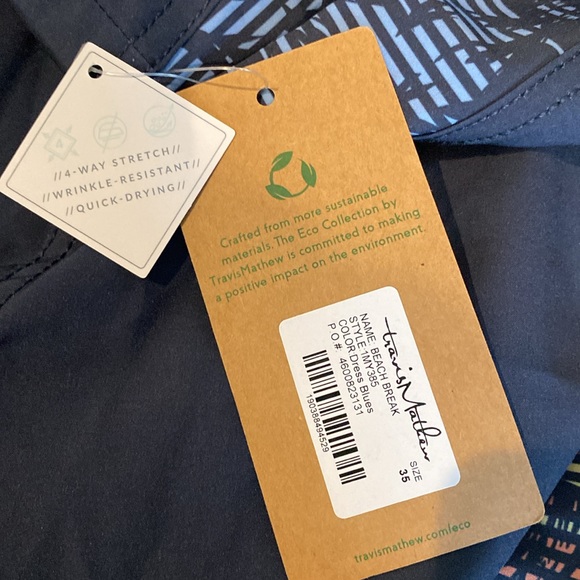 //4-WAY STRETCH//
//WRINKLE-RESISTANT//
//QUICK-DRYING//
Crafted from more sustainable
materials. The Eco Collection by
TravisMathew is committed to making
a positive impact on the environment.
travisMathew
NAME: BEACH BREAK
STYLE:1MY385
COLOR:Dress Blues
P O #: 4600823131
190388494529
SIZE
35
travismathew.com/eco